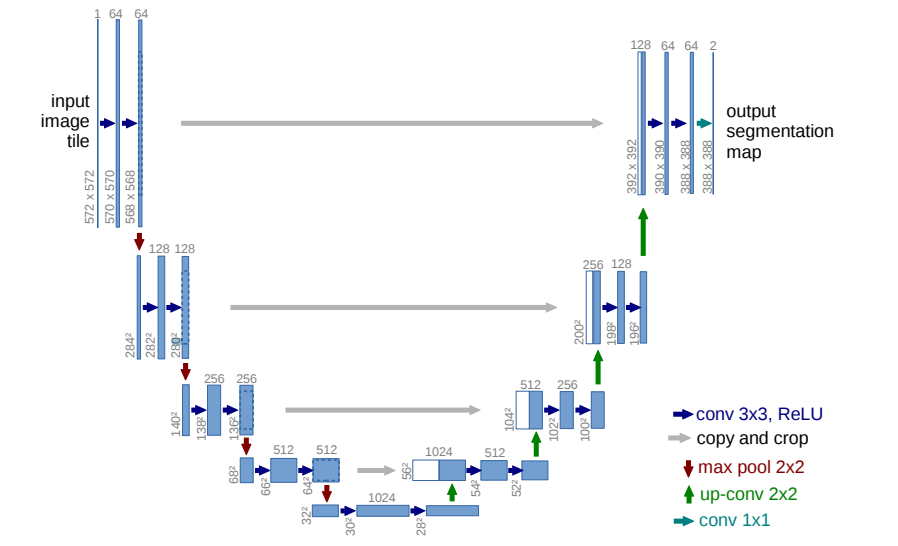 1 64 64
input
image
tile
572 x 572
570 x 570
568 x 568
128 64 64 2
output
segmentation
map
392 x 392
390 x 390
388 x 388
388 x 388
128 128
284²
282²
280²
256 128
200²
198²
196²
256 256
140²
138²
136²
512 256
104²
102²
100²
512 512
68²
66²
64²
1024 512
56²
54²
52²
1024
32²
30²
28²
conv 3x3, ReLU
copy and crop
max pool 2x2
up-conv 2x2
conv 1x1